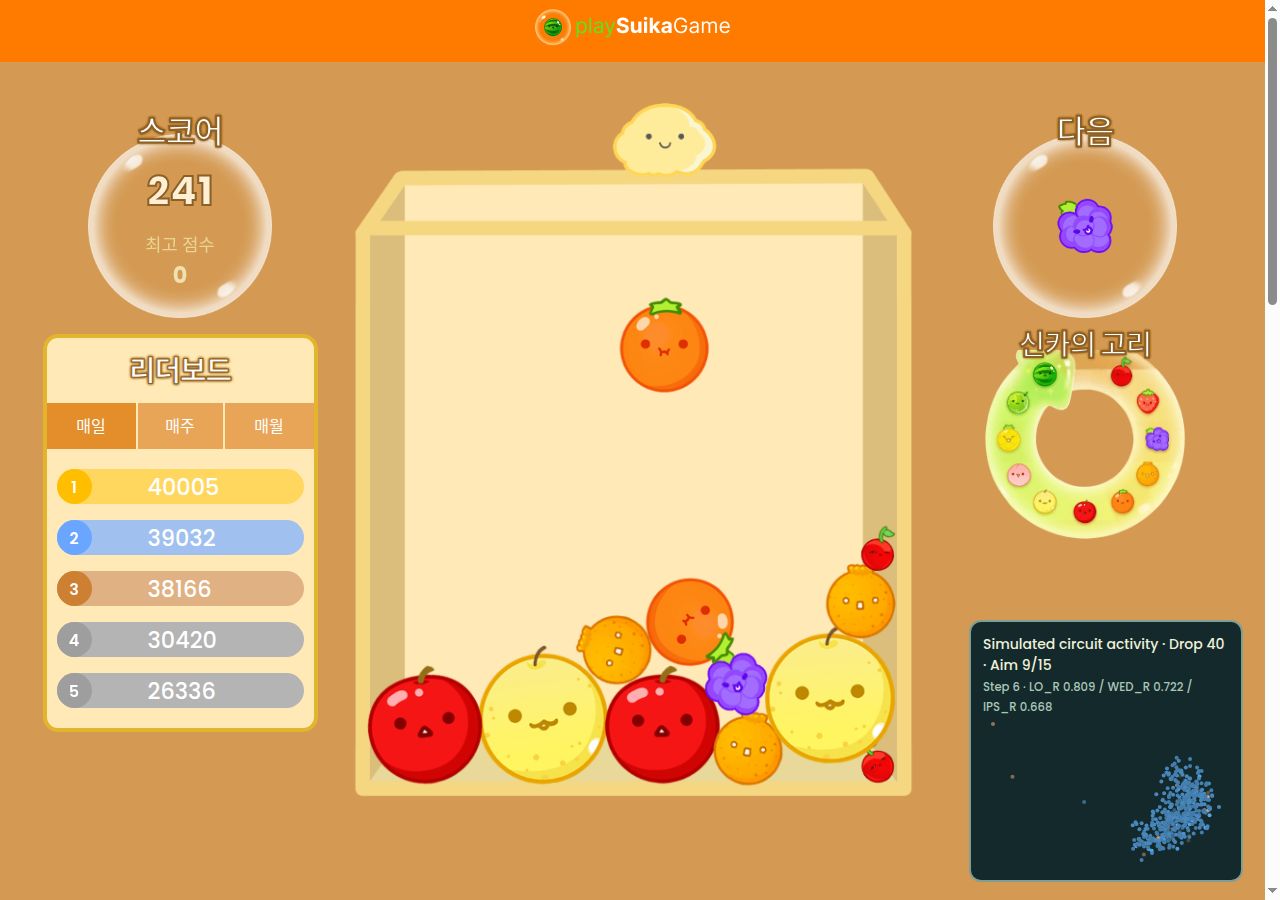 playSuikaGame
스코어
241
최고 점수
0
리더보드
매일 매주 매월
1 40005
2 39032
3 38166
4 30420
5 26336
다음
신카의 고리
Simulated circuit activity · Drop 40
· Aim 9/15
Step 6 · LO_R 0.809 / WED_R 0.722 /
IPS_R 0.668